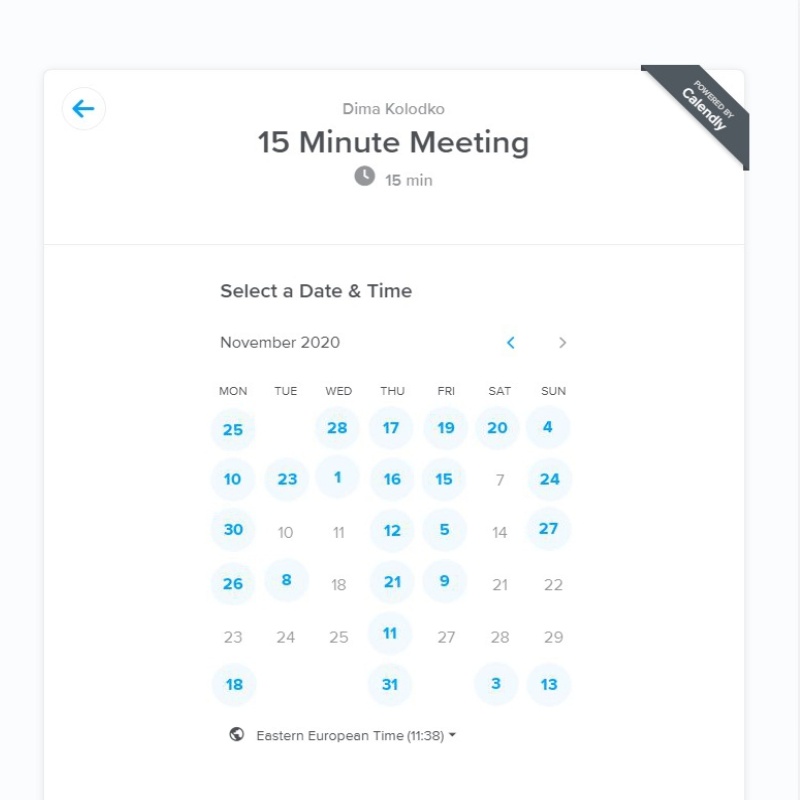 POWERED BY
Calendly
Dima Kolodko
15 Minute Meeting
15 min
Select a Date & Time
November 2020
MON TUE WED THU FRI SAT SUN
25 28 17 19 20 4
10 23 1 16 15 7 24
30 10 11 12 5 14 27
26 8 18 21 9 21 22
23 24 25 11 27 28 29
18 31 3 13
Eastern European Time (11:38)